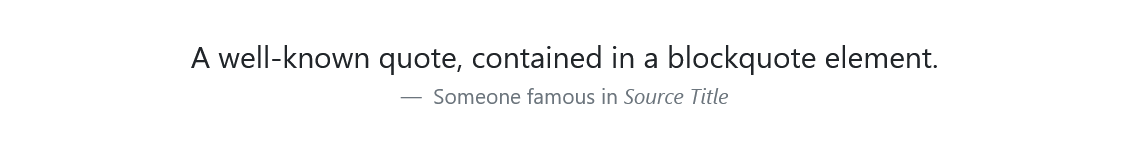 A well-known quote, contained in a blockquote element.
— Someone famous in Source Title